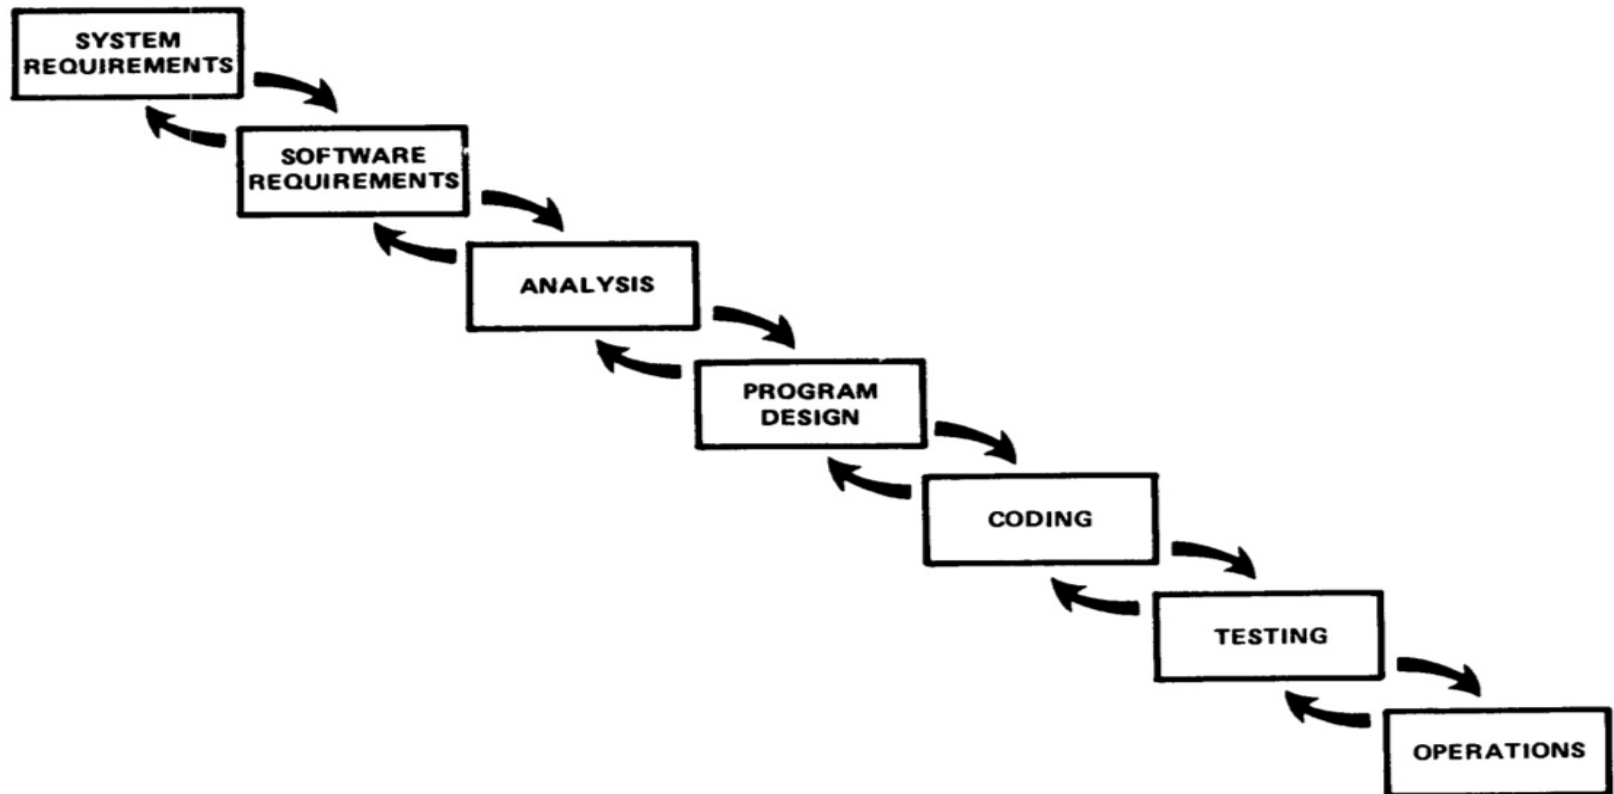 SYSTEM
REQUIREMENTS
SOFTWARE
REQUIREMENTS
ANALYSIS
PROGRAM
DESIGN
CODING
TESTING
OPERATIONS